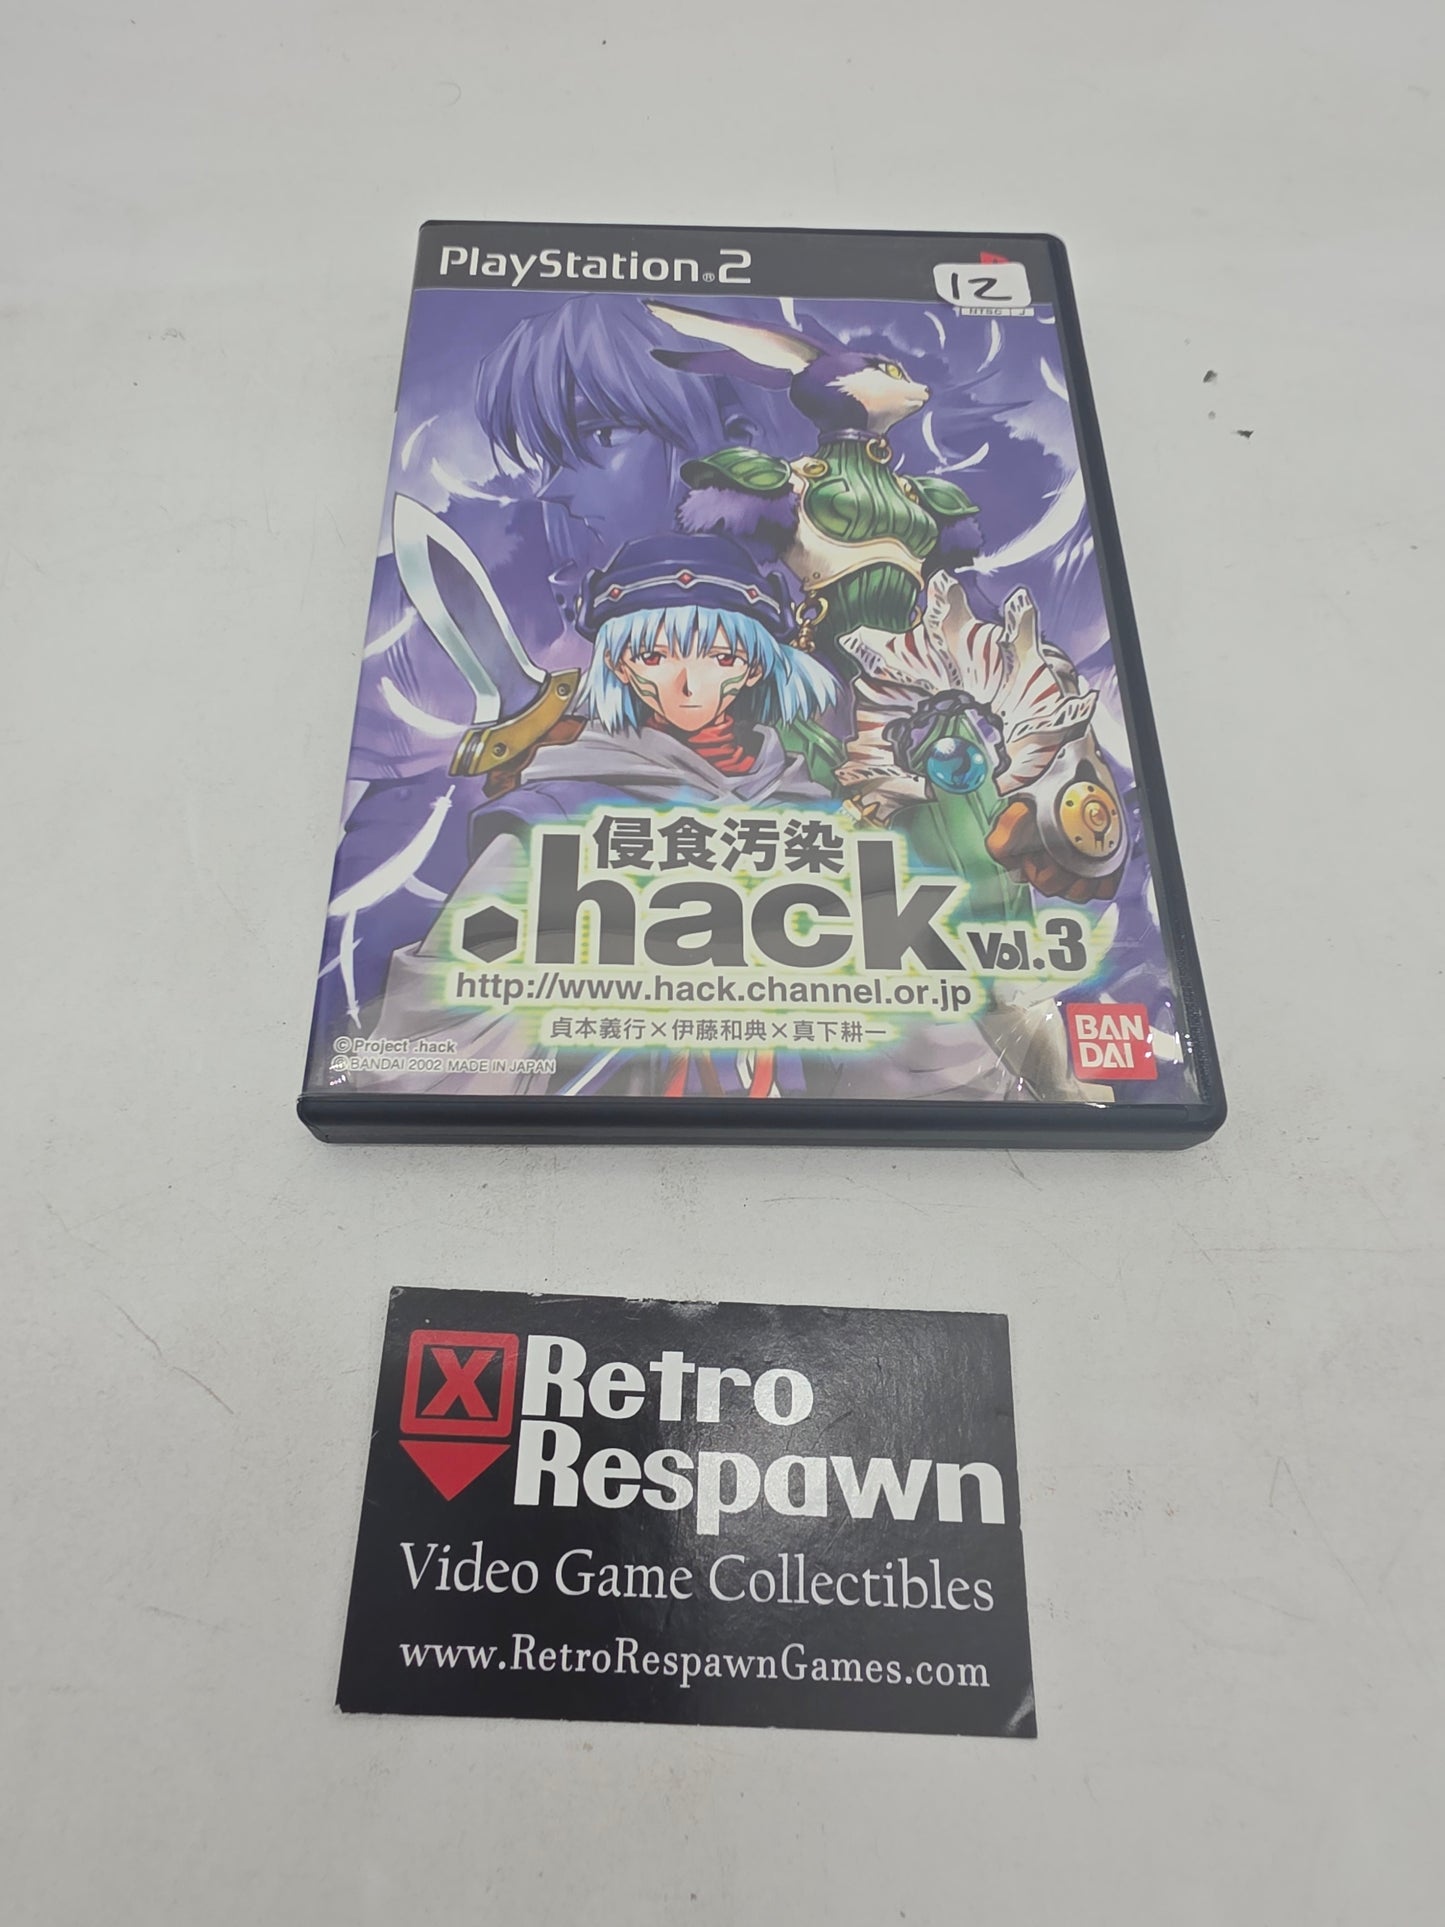 PlayStation®2
12
NTSC J
侵食汚染
.hack Vol.3
http://www.hack.channel.or.jp
貞本義行×伊藤和典×真下耕一
© Project .hack
Ⓟ BANDAI 2002 MADE IN JAPAN
BAN
DAI
X
Retro
Respawn
Video Game Collectibles
www.RetroRespawnGames.com